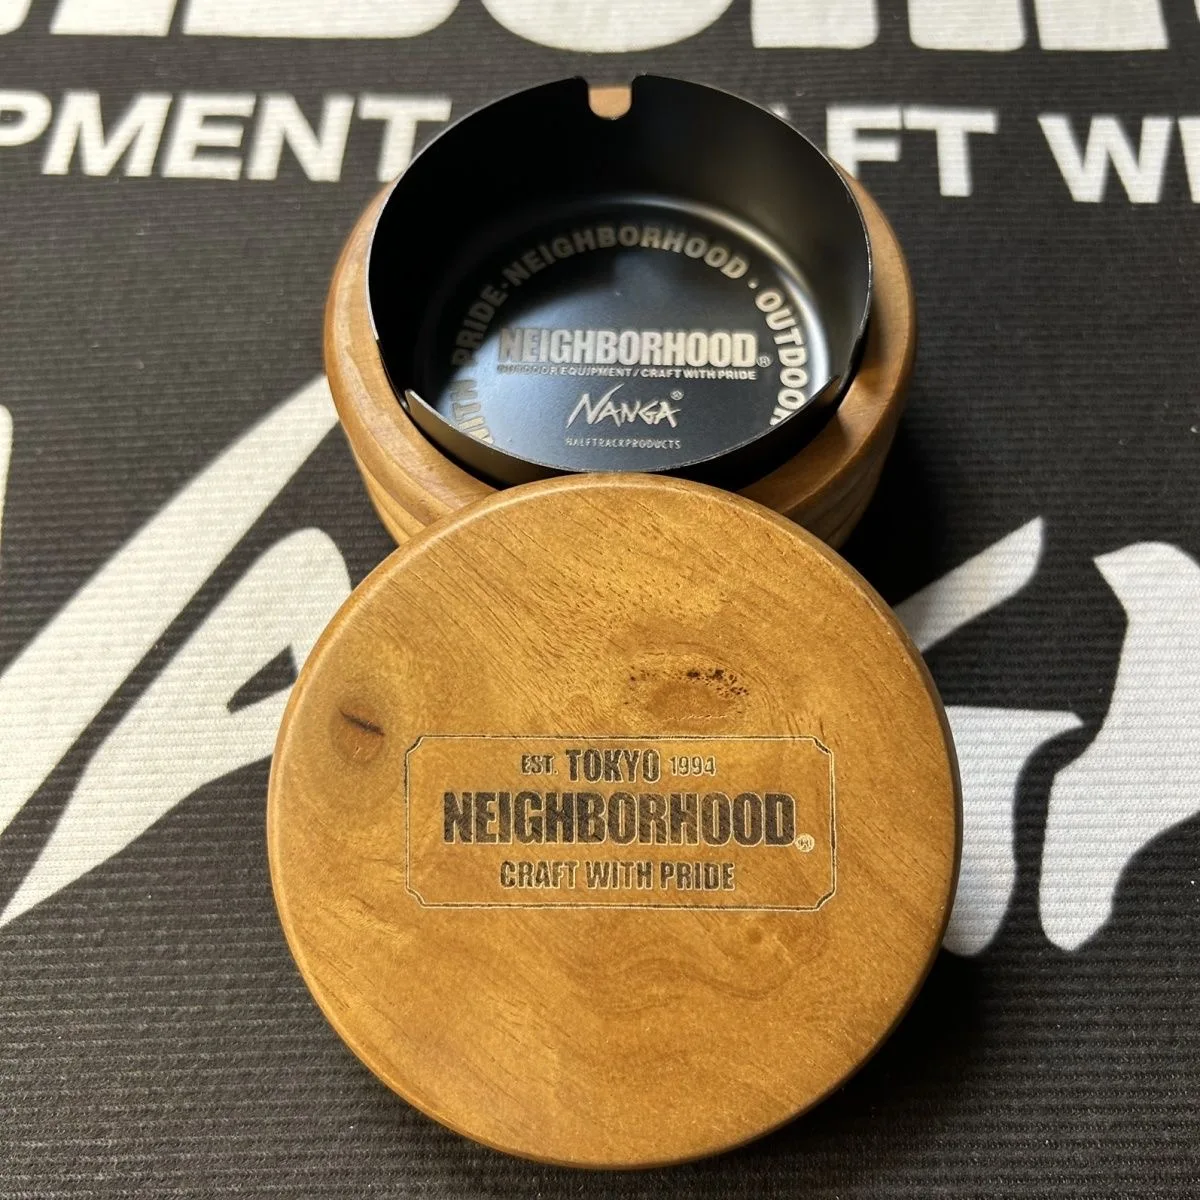 PMENT
FT W
WITH PRIDE · NEIGHBORHOOD · OUTDOOR
NEIGHBORHOOD®
OUTDOOR EQUIPMENT / CRAFT WITH PRIDE
NANGA®
HALFTRACKPRODUCTS
EST. TOKYO 1994
NEIGHBORHOOD®
CRAFT WITH PRIDE